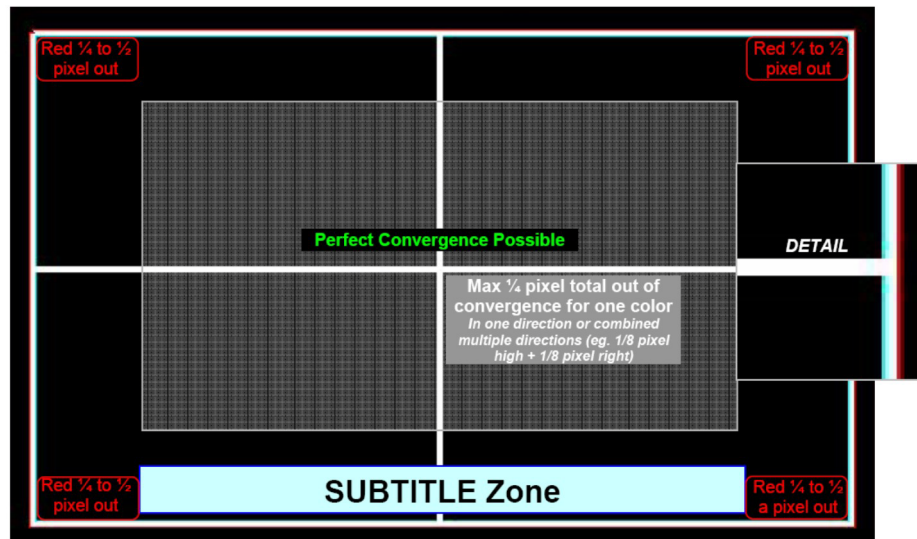 Red ¼ to ½
pixel out
Red ¼ to ½
pixel out
Perfect Convergence Possible
DETAIL
Max ¼ pixel total out of
convergence for one color
In one direction or combined
multiple directions (eg. 1/8 pixel
high + 1/8 pixel right)
Red ¼ to ½
pixel out
SUBTITLE Zone
Red ¼ to ½
a pixel out